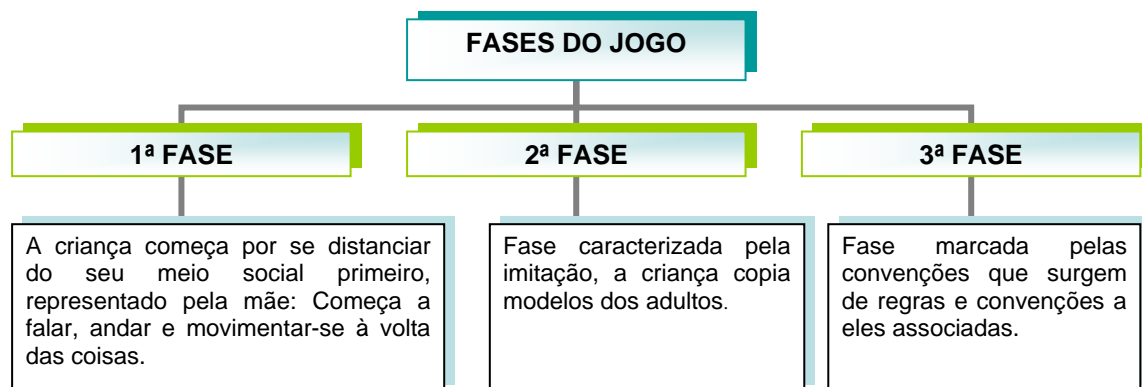 FASES DO JOGO
1ª FASE
2ª FASE
3ª FASE
A criança começa por se distanciar
do seu meio social primeiro,
representado pela mãe: Começa a
falar, andar e movimentar-se à volta
das coisas.
Fase caracterizada pela
imitação, a criança copia
modelos dos adultos.
Fase marcada pelas
convenções que surgem
de regras e convenções a
eles associadas.